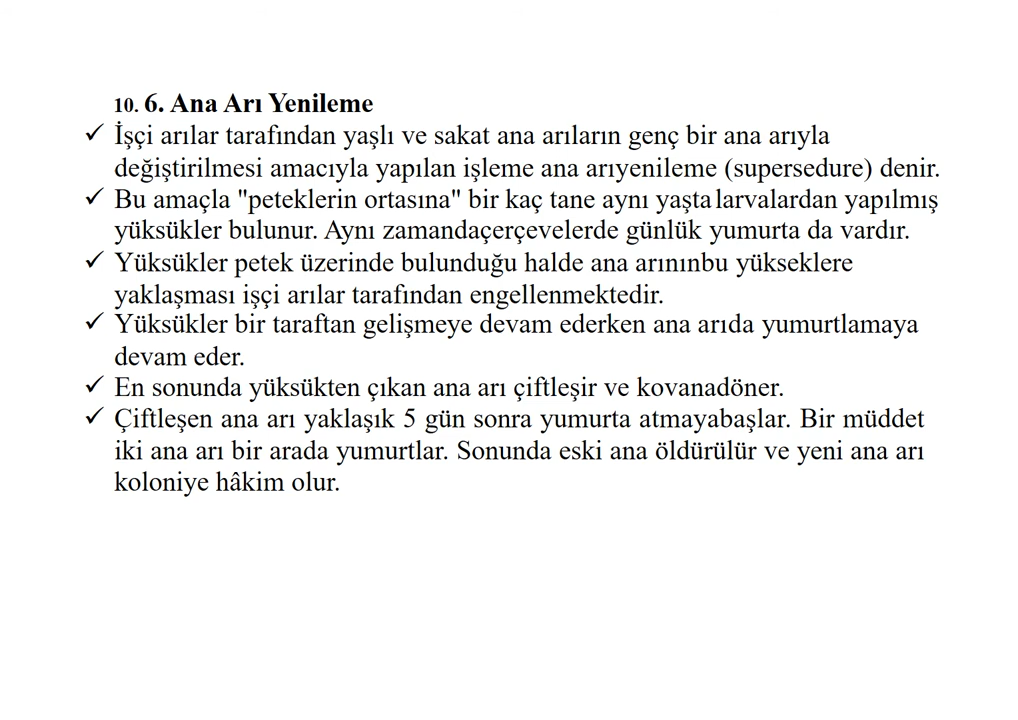 10. 6. Ana Arı Yenileme
✓ İşçi arılar tarafından yaşlı ve sakat ana arıların genç bir ana arıyla
değiştirilmesi amacıyla yapılan işleme ana arıyenileme (supersedure) denir.
✓ Bu amaçla "peteklerin ortasına" bir kaç tane aynı yaşta larvalardan yapılmış
yüksükler bulunur. Aynı zamandaçerçevelerde günlük yumurta da vardır.
✓ Yüksükler petek üzerinde bulunduğu halde ana arınınbu yükseklere
yaklaşması işçi arılar tarafından engellenmektedir.
✓ Yüksükler bir taraftan gelişmeye devam ederken ana arıda yumurtlamaya
devam eder.
✓ En sonunda yüksükten çıkan ana arı çiftleşir ve kovanadöner.
✓ Çiftleşen ana arı yaklaşık 5 gün sonra yumurta atmayabaşlar. Bir müddet
iki ana arı bir arada yumurtlar. Sonunda eski ana öldürülür ve yeni ana arı
koloniye hâkim olur.